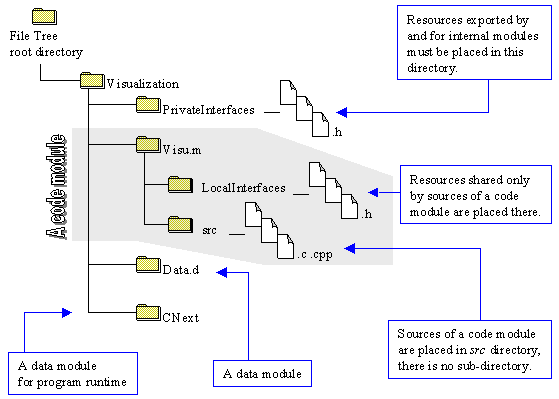 File Tree
root directory
Visualization
PrivateInterfaces
.h
Resources exported by
and for internal modules
must be placed in this
directory.
A code module
Visu.m
LocalInterfaces
.h
Resources shared only
by sources of a code
module are placed there.
src
.c .cpp
Data.d
CNext
Sources of a code module
are placed in src directory,
there is no sub-directory.
A data module
for program runtime
A data module